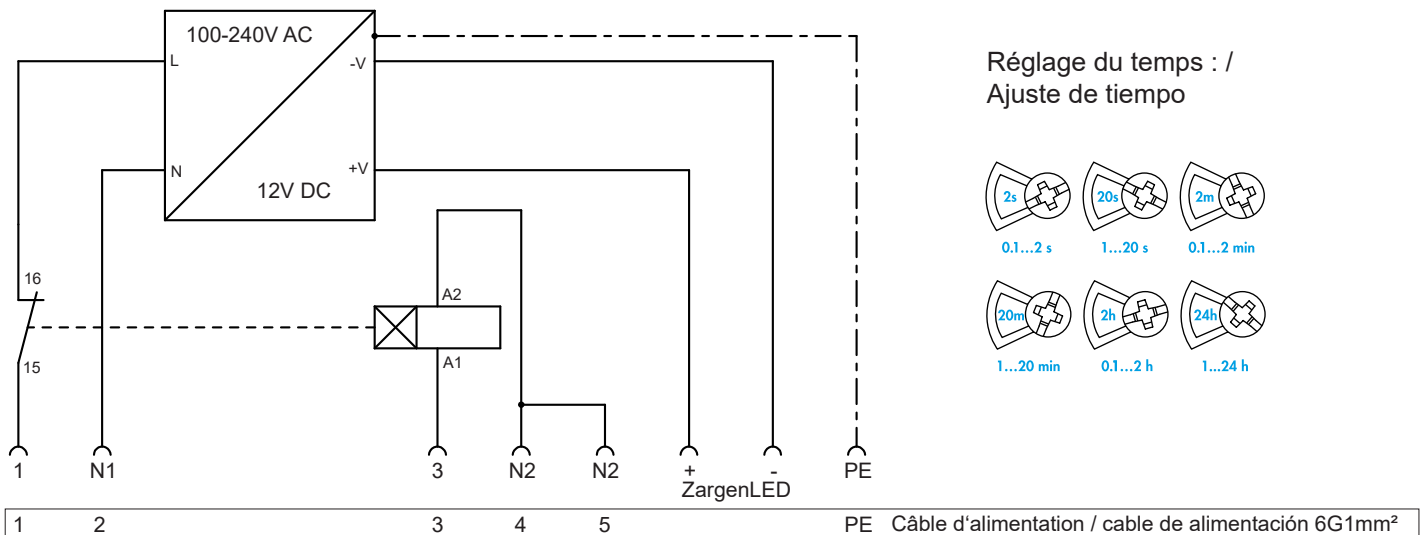 100-240V AC
L
-V
N
+V
12V DC
16
15
A2
A1
1
N1
3
N2
N2
+
-
PE
ZargenLED
1
2
3
4
5
PE
Câble d‘alimentation / cable de alimentación 6G1mm²
Réglage du temps : /
Ajuste de tiempo
2s
20s
2m
0.1...2 s
1...20 s
0.1...2 min
20m
2h
24h
1...20 min
0.1...2 h
1...24 h